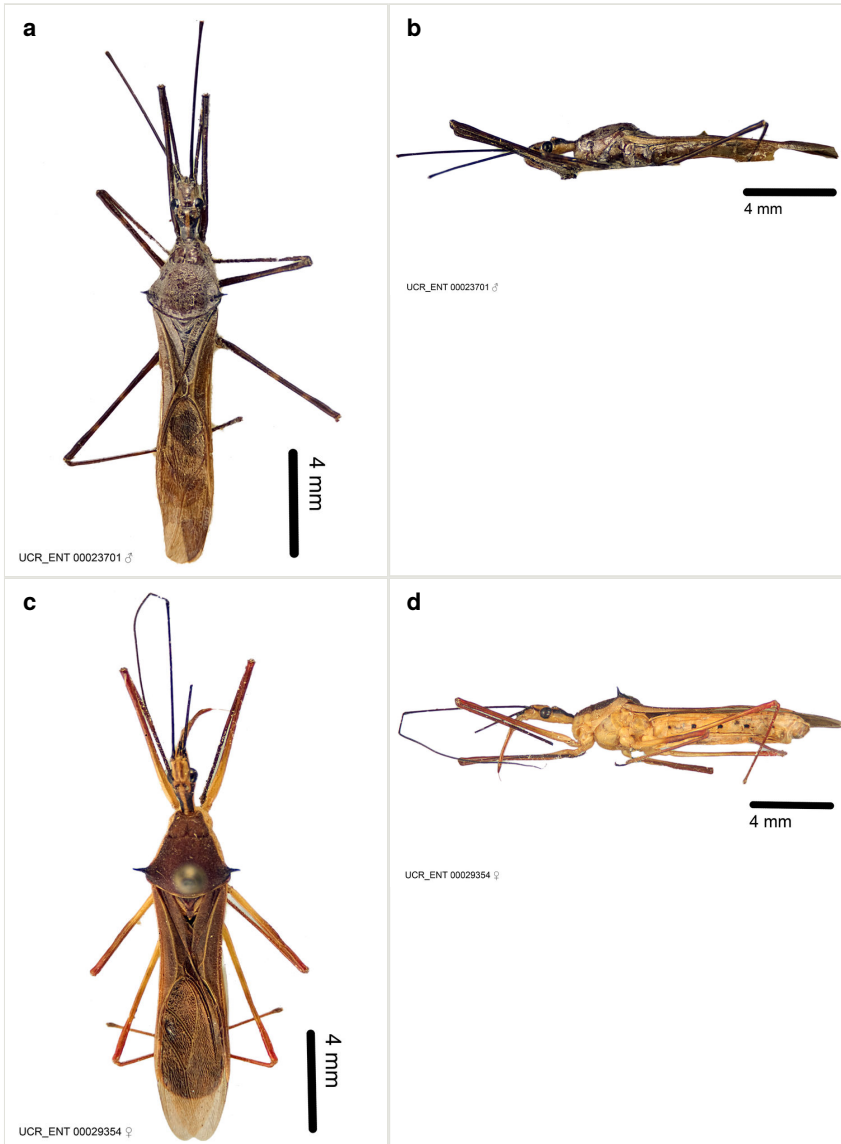 a
4 mm
UCR_ENT 00023701 ♂
b
4 mm
UCR_ENT 00023701 ♂
c
4 mm
UCR_ENT 00029354 ♀
d
4 mm
UCR_ENT 00029354 ♀